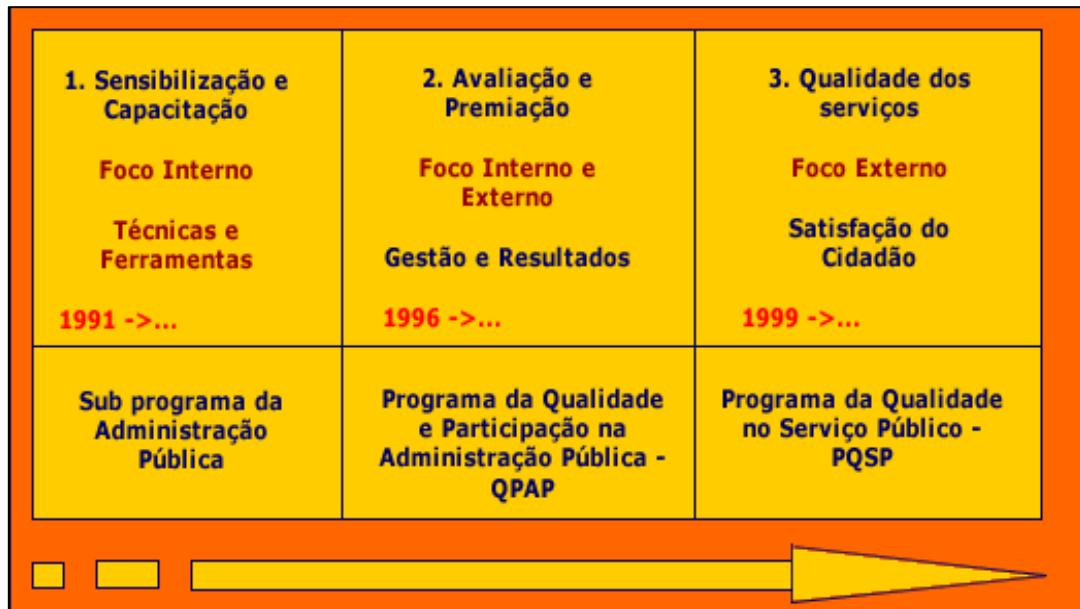 1. Sensibilização e
Capacitação
Foco Interno
Técnicas e
Ferramentas
1991 ->...
2. Avaliação e
Premiação
Foco Interno e
Externo
Gestão e Resultados
1996 ->...
3. Qualidade dos
serviços
Foco Externo
Satisfação do
Cidadão
1999 ->...
Sub programa da
Administração
Pública
Programa da Qualidade
e Participação na
Administração Pública -
QPAP
Programa da Qualidade
no Serviço Público -
PQSP